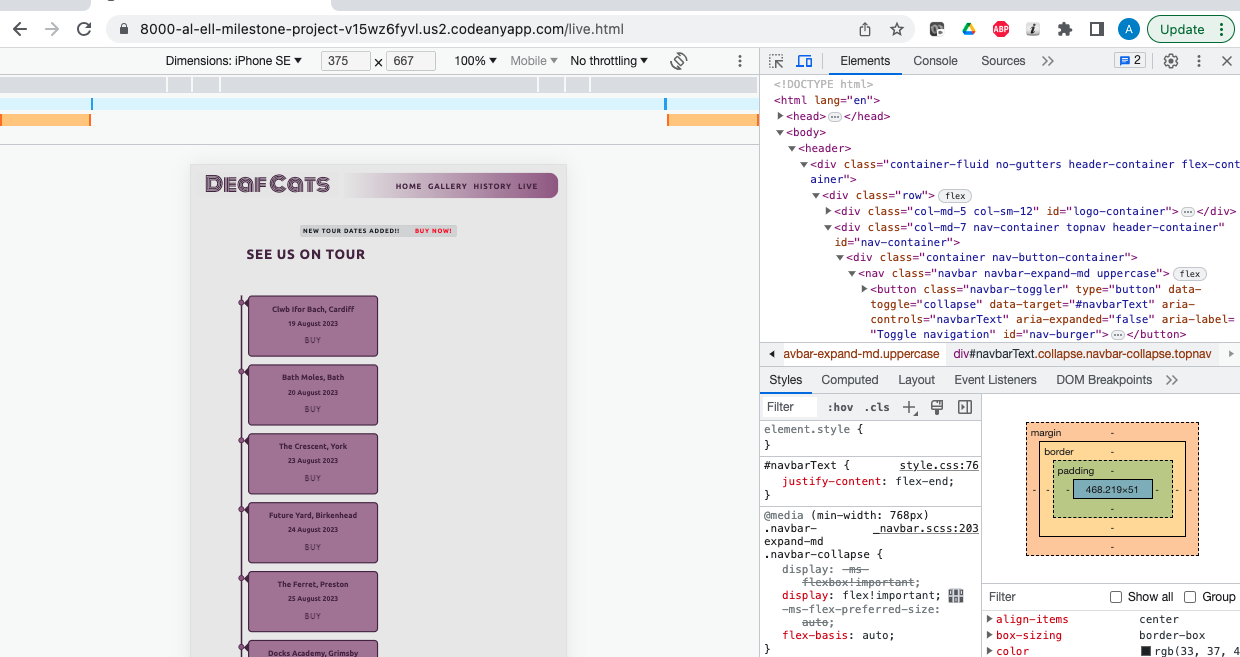 8000-al-ell-milestone-project-v15wz6fyvl.us2.codeanyapp.com/live.html
ABP
i
A
Update
Dimensions: iPhone SE ▼
375 × 667
100% ▼
Mobile ▼
No throttling ▼
Elements
Console
Sources
2
DEAF CATS
HOME GALLERY HISTORY LIVE
NEW TOUR DATES ADDED!! BUY NOW!
SEE US ON TOUR
Clwb Ifor Bach, Cardiff
19 August 2023
BUY
Bath Moles, Bath
20 August 2023
BUY
The Crescent, York
23 August 2023
BUY
Future Yard, Birkenhead
24 August 2023
BUY
The Ferret, Preston
25 August 2023
BUY
Docks Academy, Grimsby
<!DOCTYPE html>
<html lang="en">
<head>…</head>
<body>
<header>
<div class="container-fluid no-gutters header-container flex-cont
ainer">
<div class="row"> flex
<div class="col-md-5 col-sm-12" id="logo-container">…</div>
<div class="col-md-7 nav-container topnav header-container"
id="nav-container">
<div class="container nav-button-container">
<nav class="navbar navbar-expand-md uppercase"> flex
<button class="navbar-toggler" type="button" data-
toggle="collapse" data-target="#navbarText" aria-
controls="navbarText" aria-expanded="false" aria-label=
"Toggle navigation" id="nav-burger">…</button>
avbar-expand-md.uppercase div#navbarText.collapse.navbar-collapse.topnav
Styles Computed Layout Event Listeners DOM Breakpoints
Filter :hov .cls
element.style {
}
#navbarText { style.css:76
justify-content: flex-end;
}
@media (min-width: 768px)
.navbar- _navbar.scss:203
expand-md
.navbar-collapse {
display: -ms-
flexbox!important;
display: flex!important;
-ms-flex-preferred-size:
auto;
flex-basis: auto;
}
margin -
border -
padding -
- - - 468.219×51 - - -
-
-
-
Filter Show all Group
align-items center
box-sizing border-box
color rgb(33, 37, 4